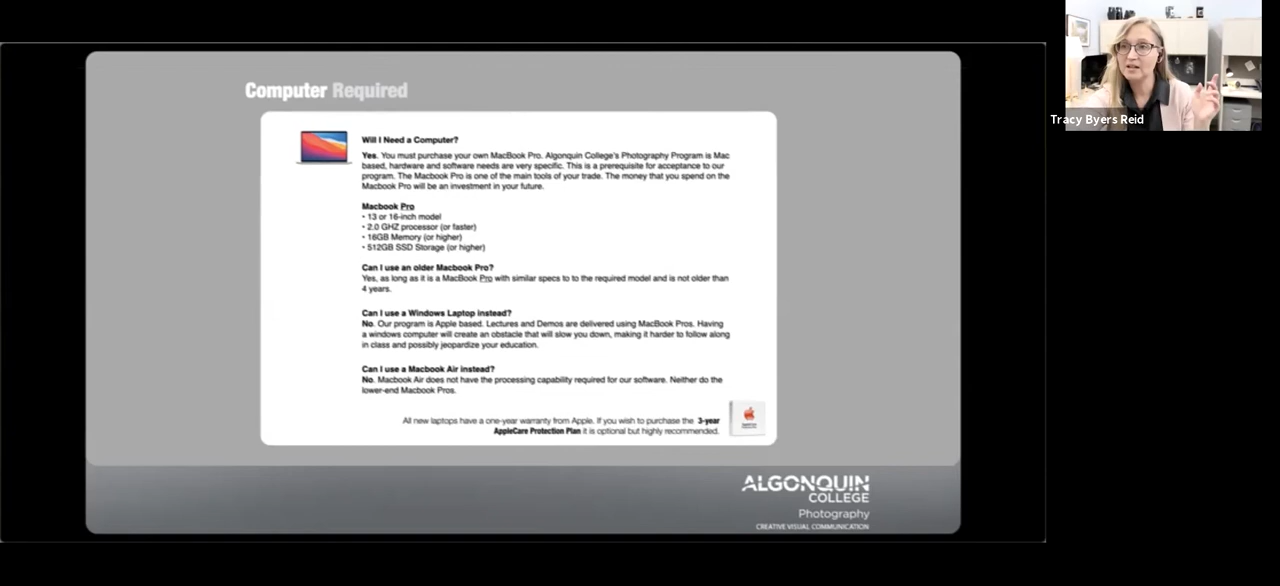 Computer Required
Will I Need a Computer?
Yes. You must purchase your own MacBook Pro. Algonquin College's Photography Program is Mac
based, hardware and software needs are very specific. This is a prerequisite for acceptance to our
program. The Macbook Pro is one of the main tools of your trade. The money that you spend on the
Macbook Pro will be an investment in your future.
Macbook Pro
• 13 or 16-inch model
• 2.0 GHZ processor (or faster)
• 16GB Memory (or higher)
• 512GB SSD Storage (or higher)
Can I use an older Macbook Pro?
Yes, as long as it is a MacBook Pro with similar specs to to the required model and is not older than
4 years.
Can I use a Windows Laptop instead?
No. Our program is Apple based. Lectures and Demos are delivered using MacBook Pros. Having
a windows computer will create an obstacle that will slow you down, making it harder to follow along
in class and possibly jeopardize your education.
Can I use a Macbook Air instead?
No. Macbook Air does not have the processing capability required for our software. Neither do the
lower-end Macbook Pros.
All new laptops have a one-year warranty from Apple. If you wish to purchase the 3-year
AppleCare Protection Plan it is optional but highly recommended.
ALGONQUIN
COLLEGE
Photography
CREATIVE VISUAL COMMUNICATION
Tracy Byers Reid